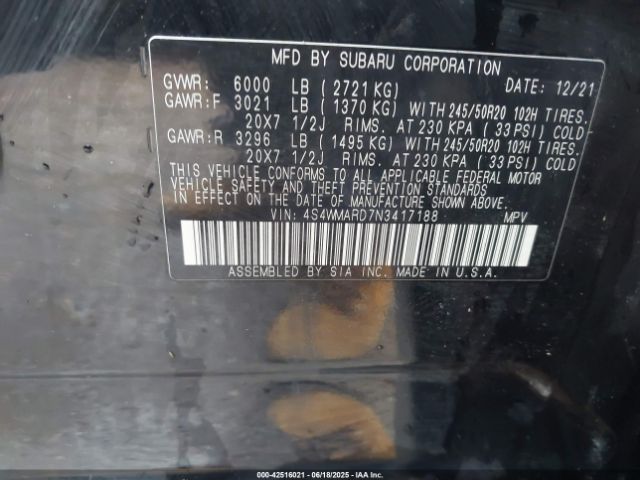 MFD BY SUBARU CORPORATION
GVWR: 6000 LB ( 2721 KG) DATE: 12/21
GAWR:F 3021 LB ( 1370 KG) WITH 245/50R20 102H TIRES.
20X7 1/2J RIMS. AT 230 KPA ( 33 PSI) COLD
GAWR:R 3296 LB ( 1495 KG) WITH 245/50R20 102H TIRES.
20X7 1/2J RIMS. AT 230 KPA ( 33 PSI) COLD
THIS VEHICLE CONFORMS TO ALL APPLICABLE FEDERAL MOTOR
VEHICLE SAFETY AND THEFT PREVENTION STANDARDS
IN EFFECT ON THE DATE OF MANUFACTURE SHOWN ABOVE.
VIN: 4S4WMARD7N3417188 MPV
ASSEMBLED BY SIA INC. MADE IN U.S.A.
000-42516021 - 06/18/2025 - IAAI.COM